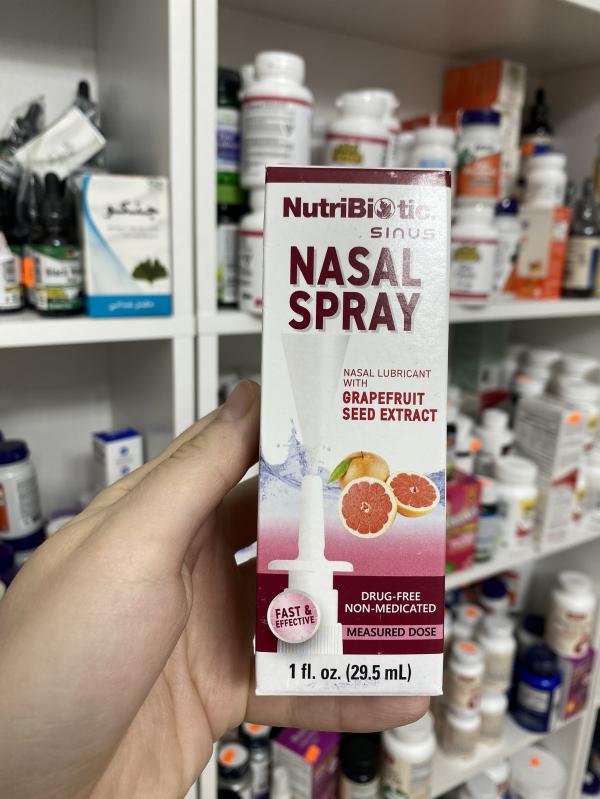 NutriBiotic.
SINUS
NASAL
SPRAY
NASAL LUBRICANT
WITH
GRAPEFRUIT
SEED EXTRACT
DRUG-FREE
NON-MEDICATED
FAST &
EFFECTIVE
MEASURED DOSE
1 fl. oz. (29.5 mL)
جنكو